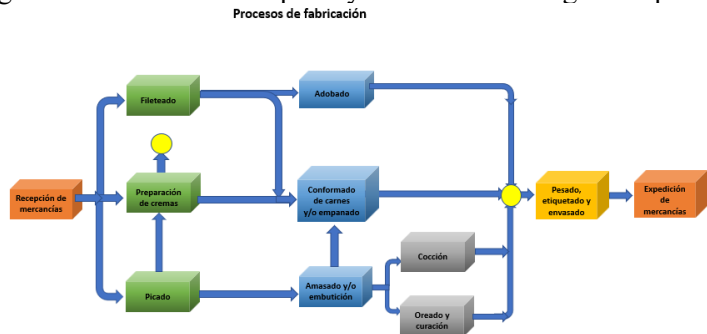 Procesos de fabricación
Fileteado
Adobado
Recepción de
mercancías
Preparación
de cremas
Conformado
de carnes
y/o empanado
Pesado,
etiquetado y
envasado
Expedición
de
mercancías
Picado
Amasado y/o
embutición
Cocción
Oreado y
curación